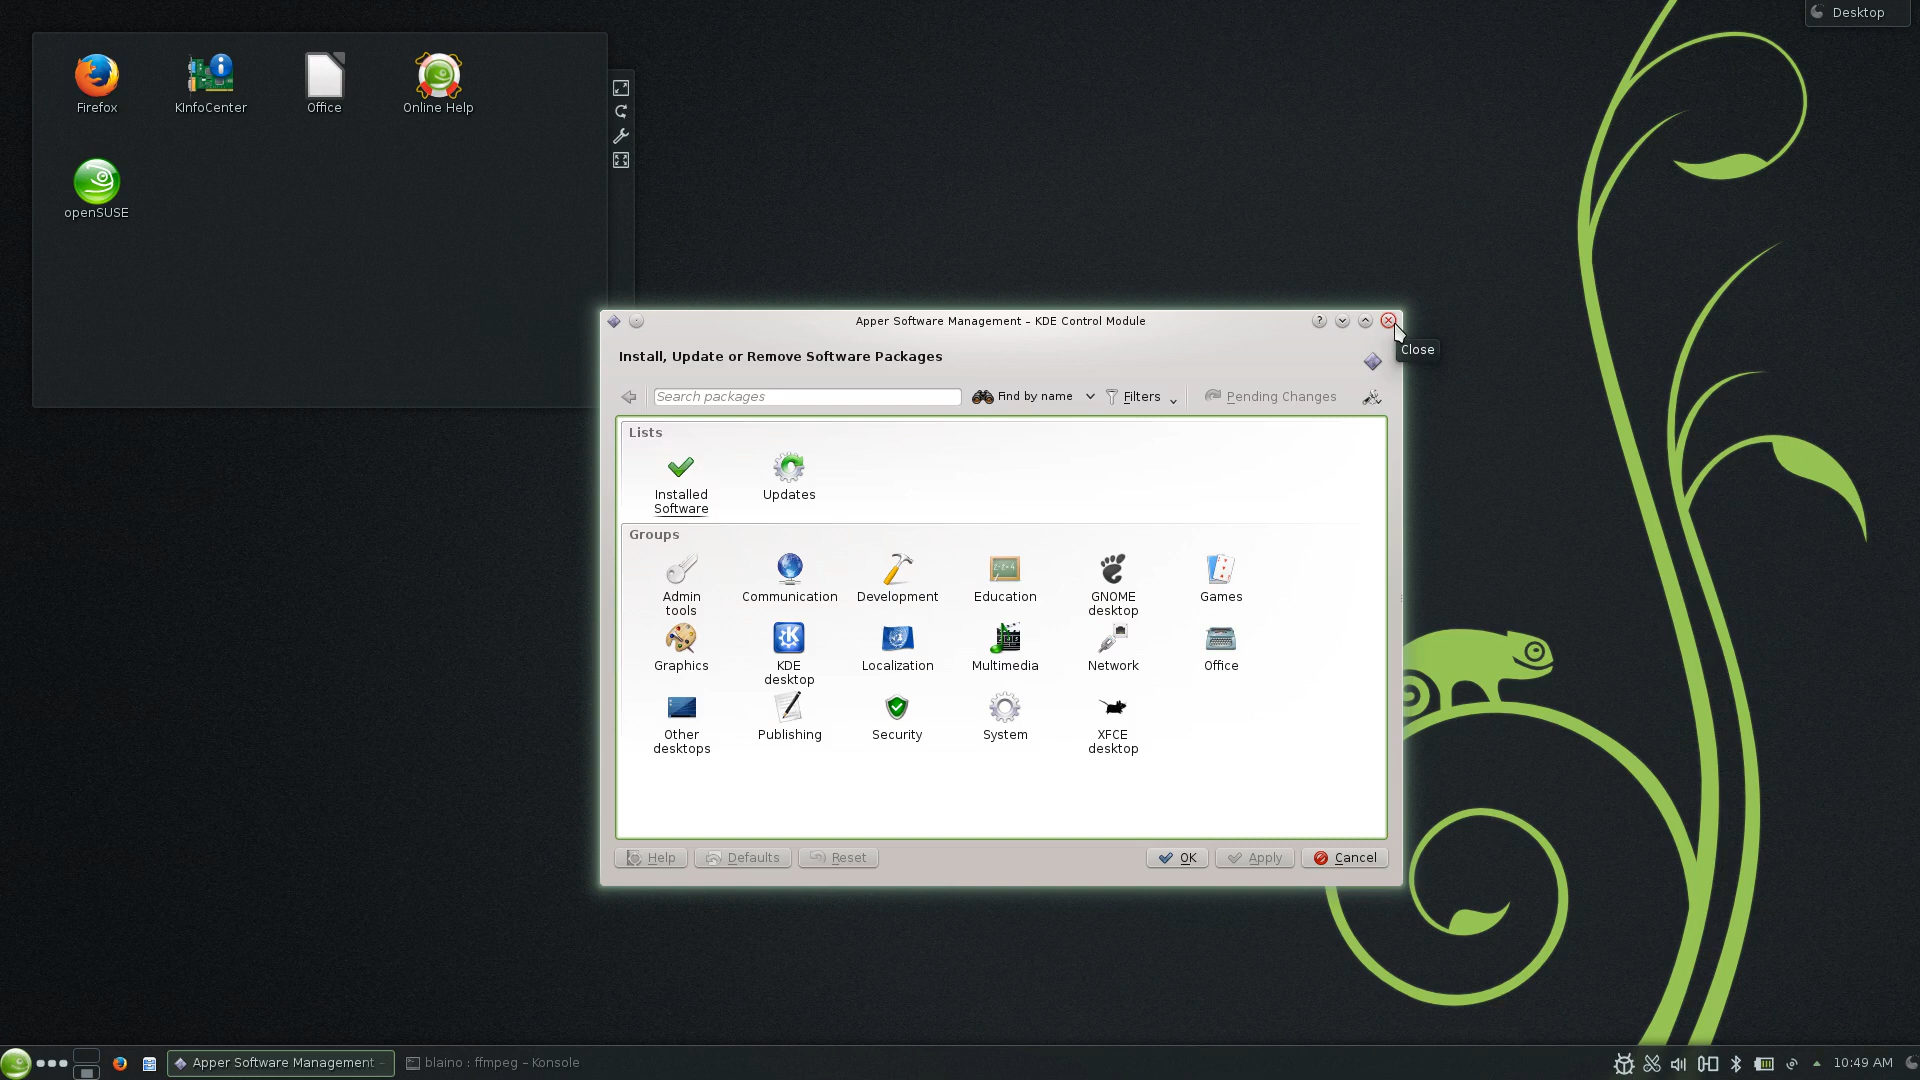 Desktop
Firefox
KInfoCenter
Office
Online Help
openSUSE
Apper Software Management – KDE Control Module
Close
Install, Update or Remove Software Packages
Search packages
Find by name
Filters
Pending Changes
Lists
Installed Software
Updates
Groups
Admin tools
Communication
Development
Education
GNOME desktop
Games
Graphics
KDE desktop
Localization
Multimedia
Network
Office
Other desktops
Publishing
Security
System
XFCE desktop
Help
Defaults
Reset
OK
Apply
Cancel
Apper Software Management –
blaino : ffmpeg – Konsole
10:49 AM